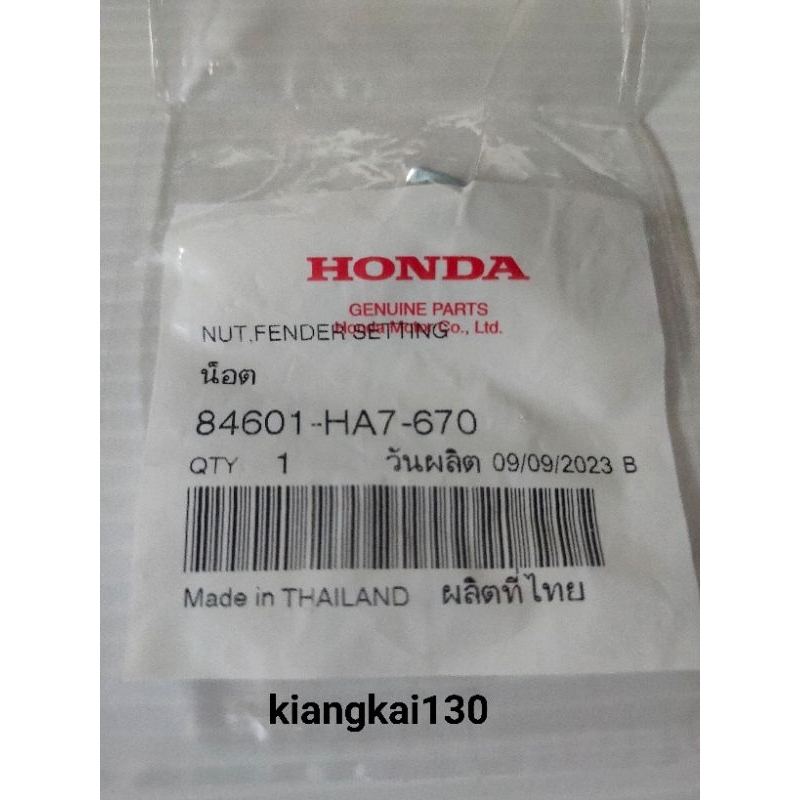 HONDA
GENUINE PARTS
Honda Motor Co., Ltd.
NUT.FENDER SETTING
น็อต
84601-HA7-670
QTY 1 วันผลิต 09/09/2023 B
Made in THAILAND ผลิตที่ไทย
kiangkai130